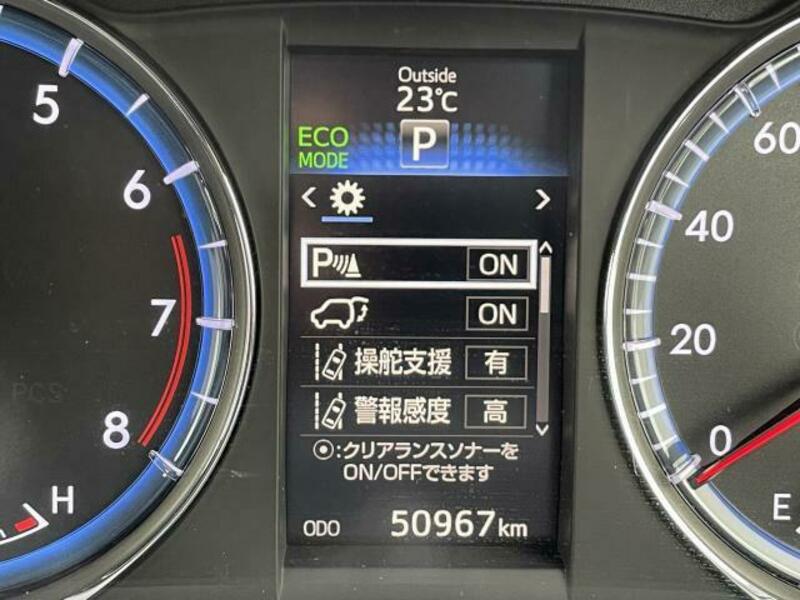 Outside
23℃
ECO
MODE
P
P
ON
ON
操舵支援 有
警報感度 高
⦿:クリアランスソナーを
ON/OFFできます
ODO 50967km
5
6
7
8
H
PCS
60
40
20
0
E